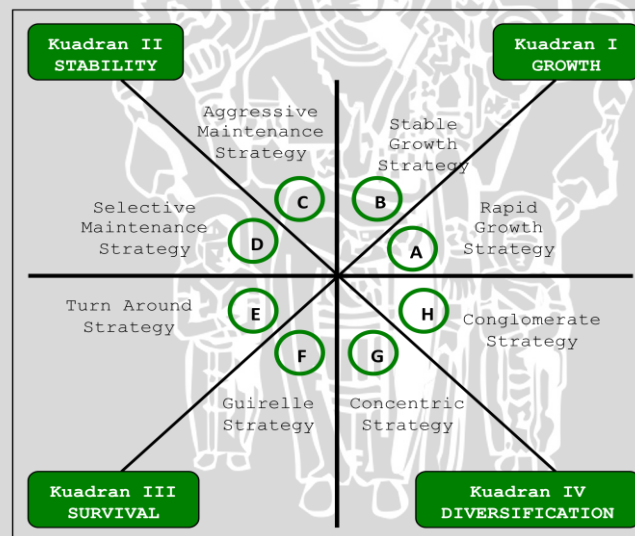 Kuadran II
STABILITY
Kuadran I
GROWTH
Aggressive
Maintenance
Strategy
Stable
Growth
Strategy
C
B
Selective
Maintenance
Strategy
D
A
Rapid
Growth
Strategy
Turn Around
Strategy
E
H
Conglomerate
Strategy
F
G
Guirelle
Strategy
Concentric
Strategy
Kuadran III
SURVIVAL
Kuadran IV
DIVERSIFICATION